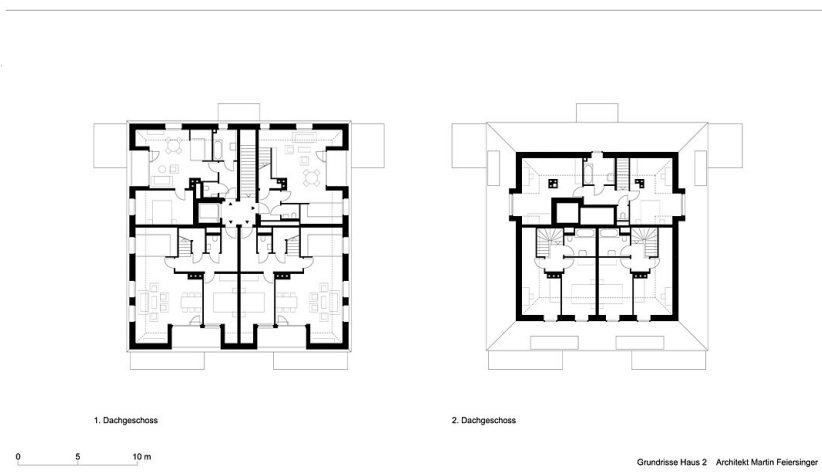 1. Dachgeschoss
2. Dachgeschoss
0 5 10 m
Grundrisse Haus 2 Architekt Martin Feiersinger